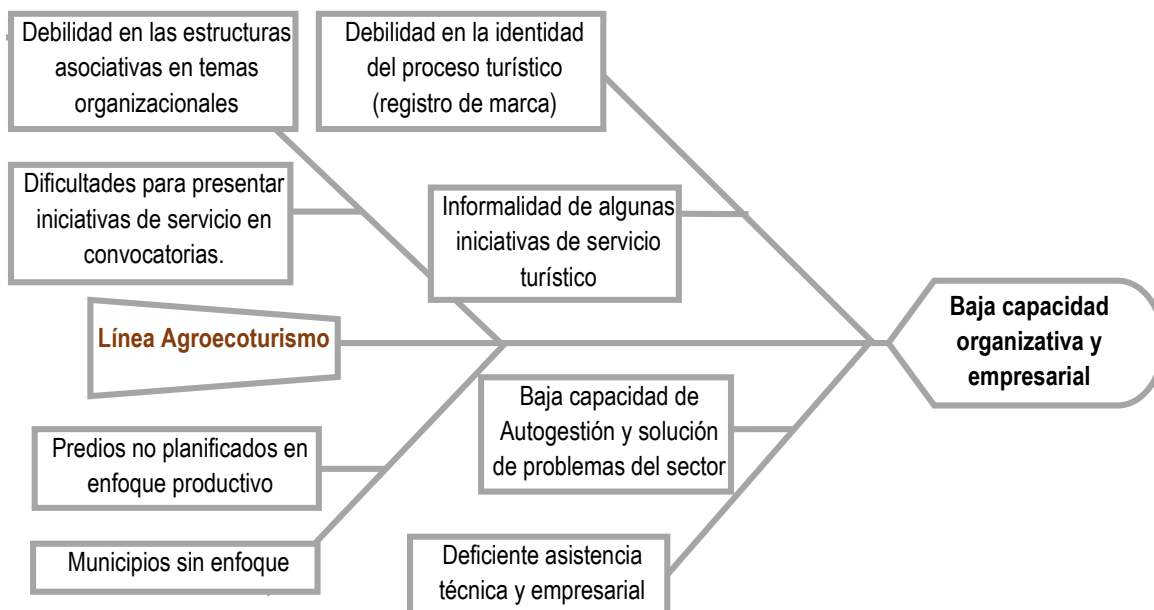 Debilidad en las estructuras
asociativas en temas
organizacionales
Debilidad en la identidad
del proceso turístico
(registro de marca)
Dificultades para presentar
iniciativas de servicio en
convocatorias.
Informalidad de algunas
iniciativas de servicio
turístico
Línea Agroecoturismo
Baja capacidad
organizativa y
empresarial
Baja capacidad de
Autogestión y solución
de problemas del sector
Predios no planificados en
enfoque productivo
Municipios sin enfoque
Deficiente asistencia
técnica y empresarial